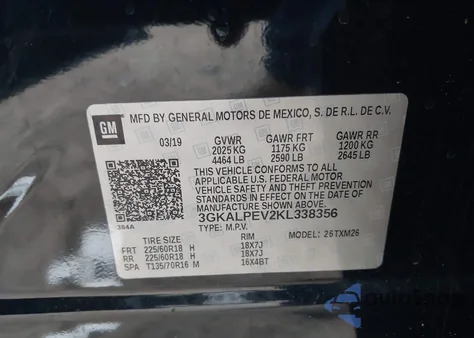 GM
MFD BY GENERAL MOTORS DE MEXICO, S. DE R.L. DE C.V.
03/19 GVWR GAWR FRT GAWR RR
2025 KG 1175 KG 1200 KG
4464 LB 2590 LB 2645 LB
THIS VEHICLE CONFORMS TO ALL
APPLICABLE U.S. FEDERAL MOTOR
VEHICLE SAFETY AND THEFT PREVENTION
STANDARDS IN EFFECT ON THE DATE OF
MANUFACTURE SHOWN ABOVE.
3GKALPEV2KL338356
384A TYPE: M.P.V. MODEL: 26TXM26
TIRE SIZE RIM
FRT 225/60R18 H 18X7J
RR 225/60R18 H 18X7J
SPA T135/70R16 M 16X4BT